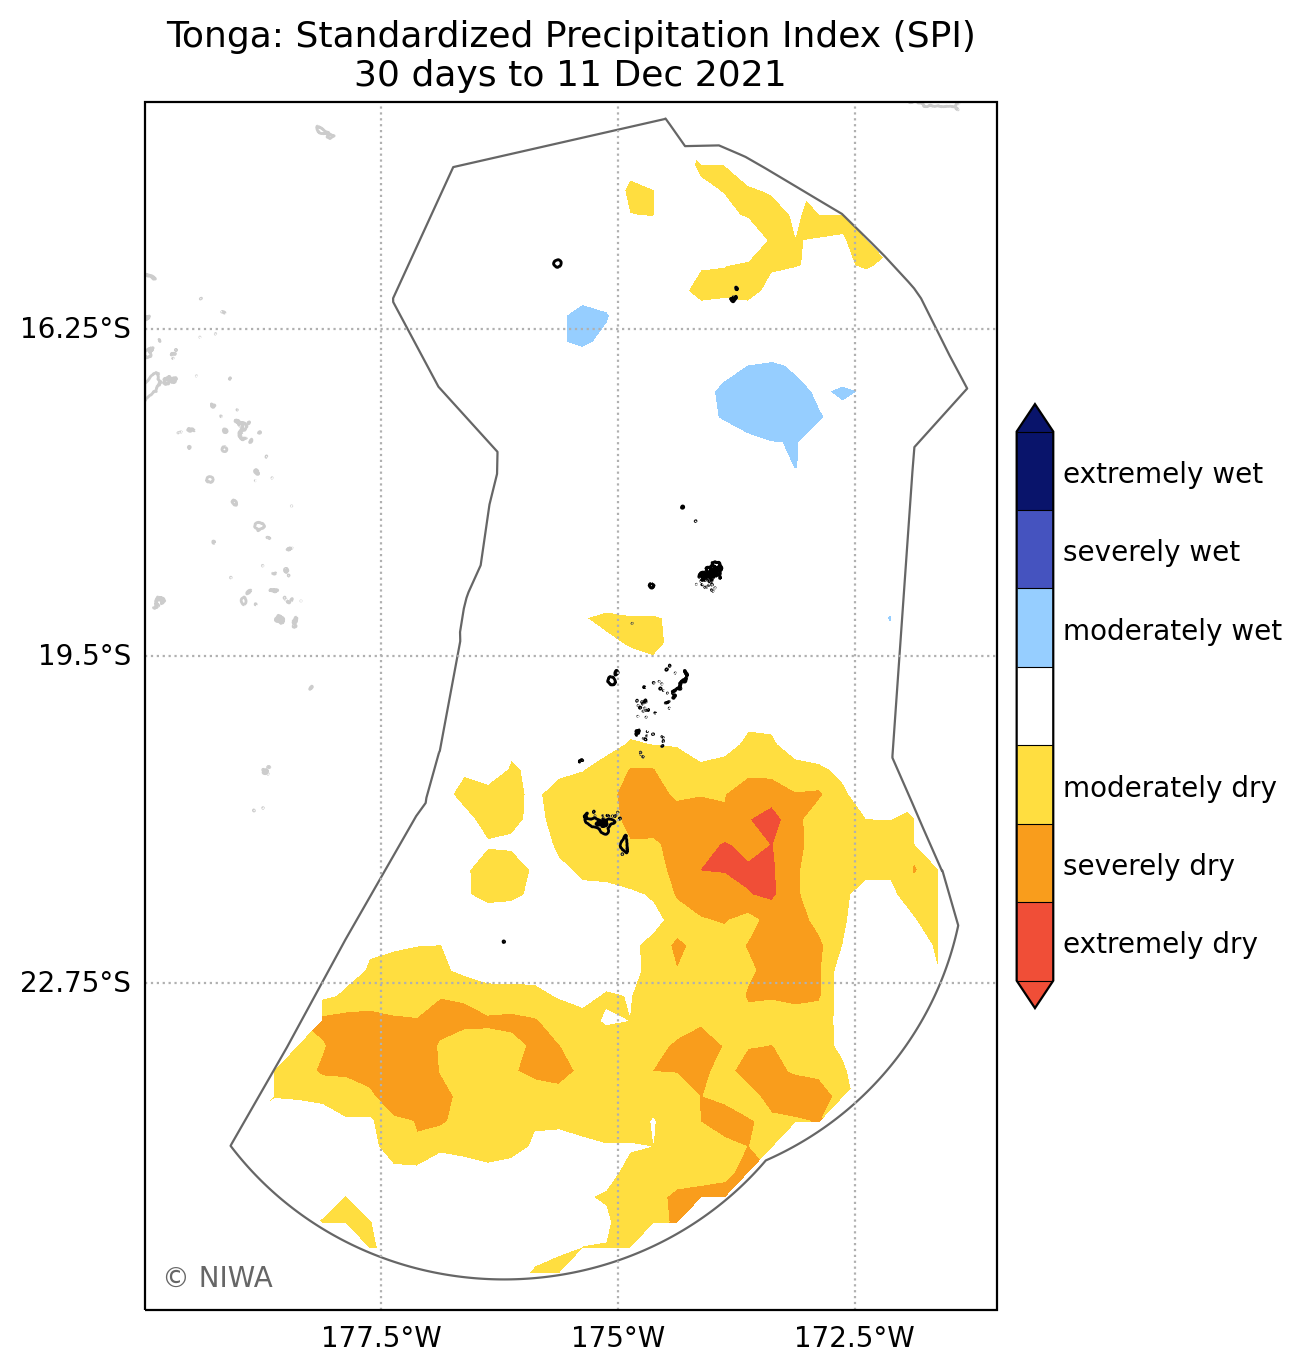 Tonga: Standardized Precipitation Index (SPI)
30 days to 11 Dec 2021
16.25°S
19.5°S
22.75°S
177.5°W
175°W
172.5°W
© NIWA
extremely wet
severely wet
moderately wet
moderately dry
severely dry
extremely dry